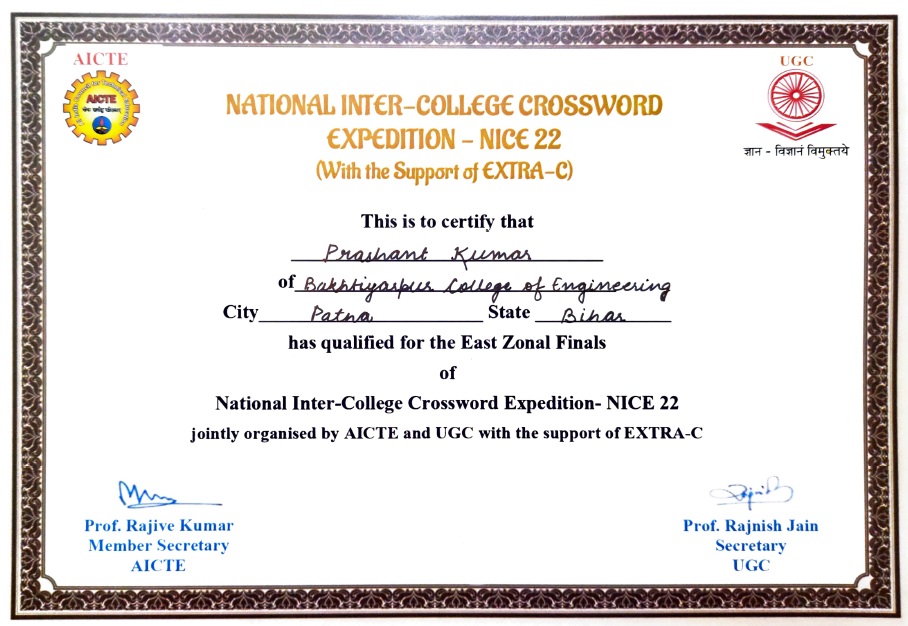 AICTE
UGC
AICTE
ज्ञान - विज्ञानं विमुक्तये
NATIONAL INTER-COLLEGE CROSSWORD
EXPEDITION - NICE 22
(With the Support of EXTRA-C)
This is to certify that
Prashant Kumar
of Bakhtiyarpur College of Engineering
City Patna State Bihar
has qualified for the East Zonal Finals
of
National Inter-College Crossword Expedition- NICE 22
jointly organised by AICTE and UGC with the support of EXTRA-C
Prof. Rajive Kumar
Member Secretary
AICTE
Prof. Rajnish Jain
Secretary
UGC